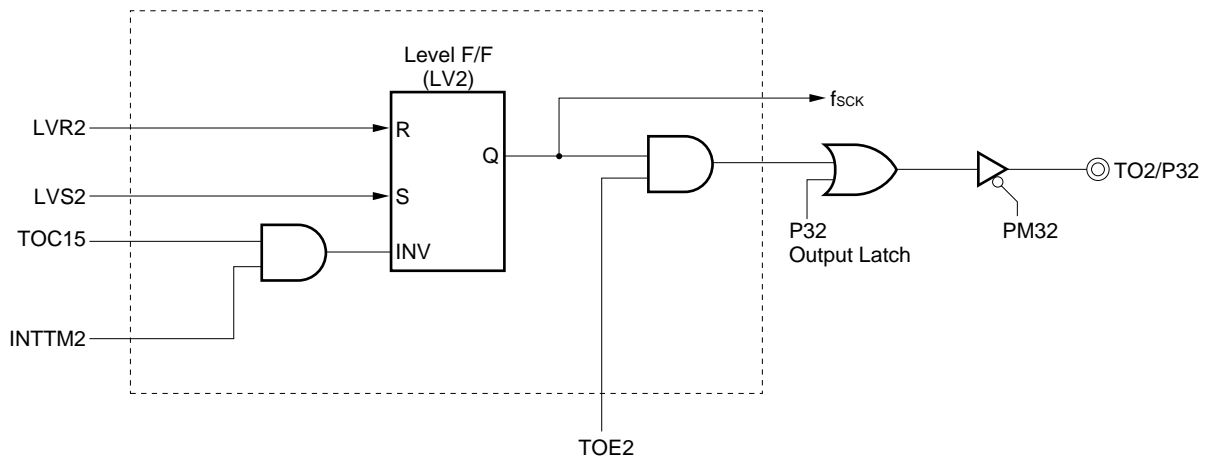 Level F/F
(LV2)
fSCK
LVR2
R
Q
TO2/P32
LVS2
S
P32
Output Latch
PM32
TOC15
INV
INTTM2
TOE2